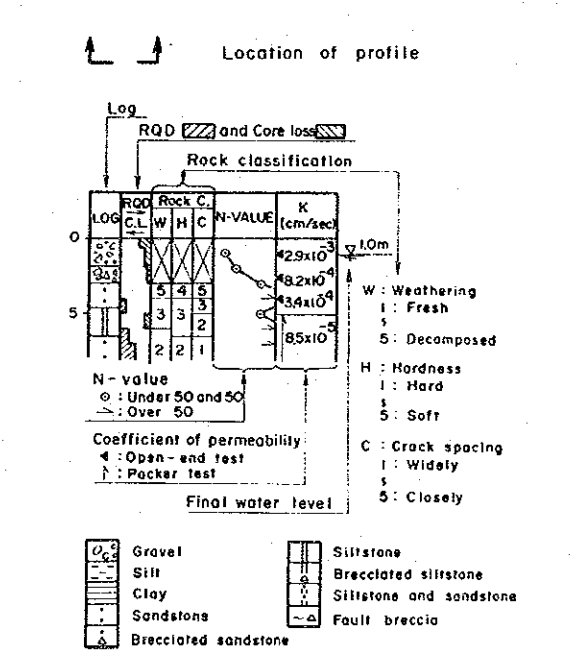 Location of profile
Log
RQD and Core loss
Rock classification
LOG
RQD
C.L.
Rock C.
W H C
N-VALUE
K
(cm/sec)
0
5
5 4 5
3 3 3
2
2 2 1
2.9x10-3
8.2x10-4
3.4x10-4
8.5x10-5
1.0m
W : Weathering
1 : Fresh
5 : Decomposed
H : Hardness
1 : Hard
5 : Soft
C : Crack spacing
1 : Widely
5 : Closely
N-value
: Under 50 and 50
: Over 50
Coefficient of permeability
: Open-end test
: Packer test
Final water level
Gravel
Silt
Clay
Sandstone
Brecciated sandstone
Siltstone
Brecciated siltstone
Siltstone and sandstone
Fault breccia